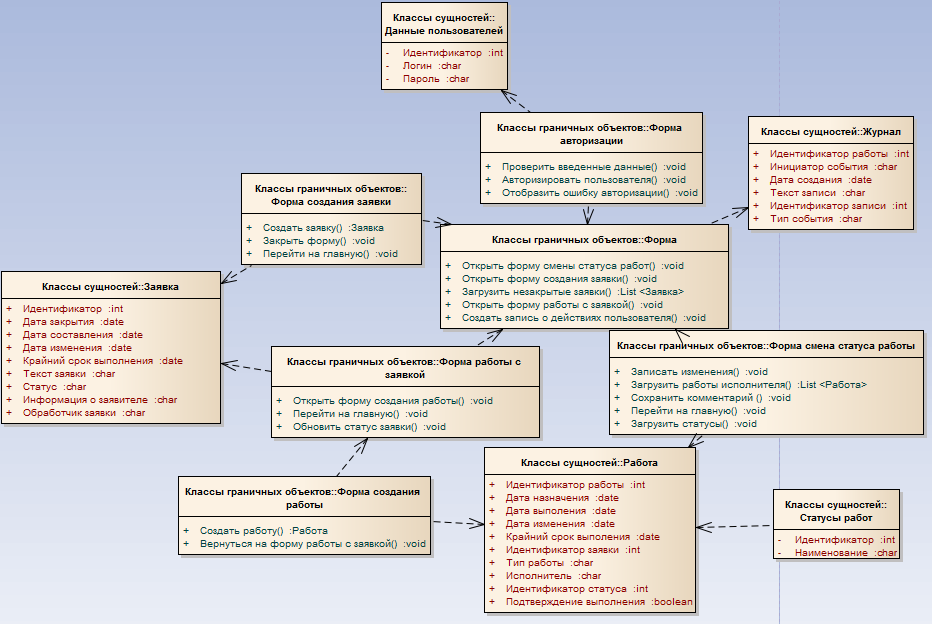 Классы сущностей::
Данные пользователей
- Идентификатор :int
- Логин :char
- Пароль :char
Классы граничных объектов::Форма
авторизации
+ Проверить введенные данные() :void
+ Авторизировать пользователя() :void
+ Отобразить ошибку авторизации() :void
Классы сущностей::Журнал
+ Идентификатор работы :int
+ Инициатор события :char
+ Дата создания :date
+ Текст записи :char
+ Идентификатор записи :int
+ Тип события :char
Классы граничных объектов::
Форма создания заявки
+ Создать заявку() :Заявка
+ Закрыть форму() :void
+ Перейти на главную() :void
Классы граничных объектов::Форма
+ Открыть форму смены статуса работ() :void
+ Открыть форму создания заявки() :void
+ Загрузить незакрытые заявки() :List <Заявка>
+ Открыть форму работы с заявкой() :void
+ Создать запись о действиях пользователя() :void
Классы сущностей::Заявка
+ Идентификатор :int
+ Дата закрытия :date
+ Дата составления :date
+ Дата изменения :date
+ Крайний срок выполнения :date
+ Текст заявки :char
+ Статус :char
+ Информация о заявителе :char
+ Обработчик заявки :char
Классы граничных объектов::Форма работы с
заявкой
+ Открыть форму создания работы() :void
+ Перейти на главную() :void
+ Обновить статус заявки() :void
Классы граничных объектов::Форма смена статуса работы
+ Записать изменения() :void
+ Загрузить работы исполнителя() :List <Работа>
+ Сохранить комментарий () :void
+ Перейти на главную() :void
+ Загрузить статусы() :void
Классы граничных объектов::Форма создания
работы
+ Создать работу() :Работа
+ Вернуться на форму работы с заявкой() :void
Классы сущностей::Работа
+ Идентификатор работы :int
+ Дата назначения :date
+ Дата выполения :date
+ Дата изменения :date
+ Крайний срок выполения :date
+ Идентификатор заявки :int
+ Тип работы :char
+ Исполнитель :char
+ Идентификатор статуса :int
+ Подтверждение выполнения :boolean
Классы сущностей::
Статусы работ
- Идентификатор :int
- Наименование :char